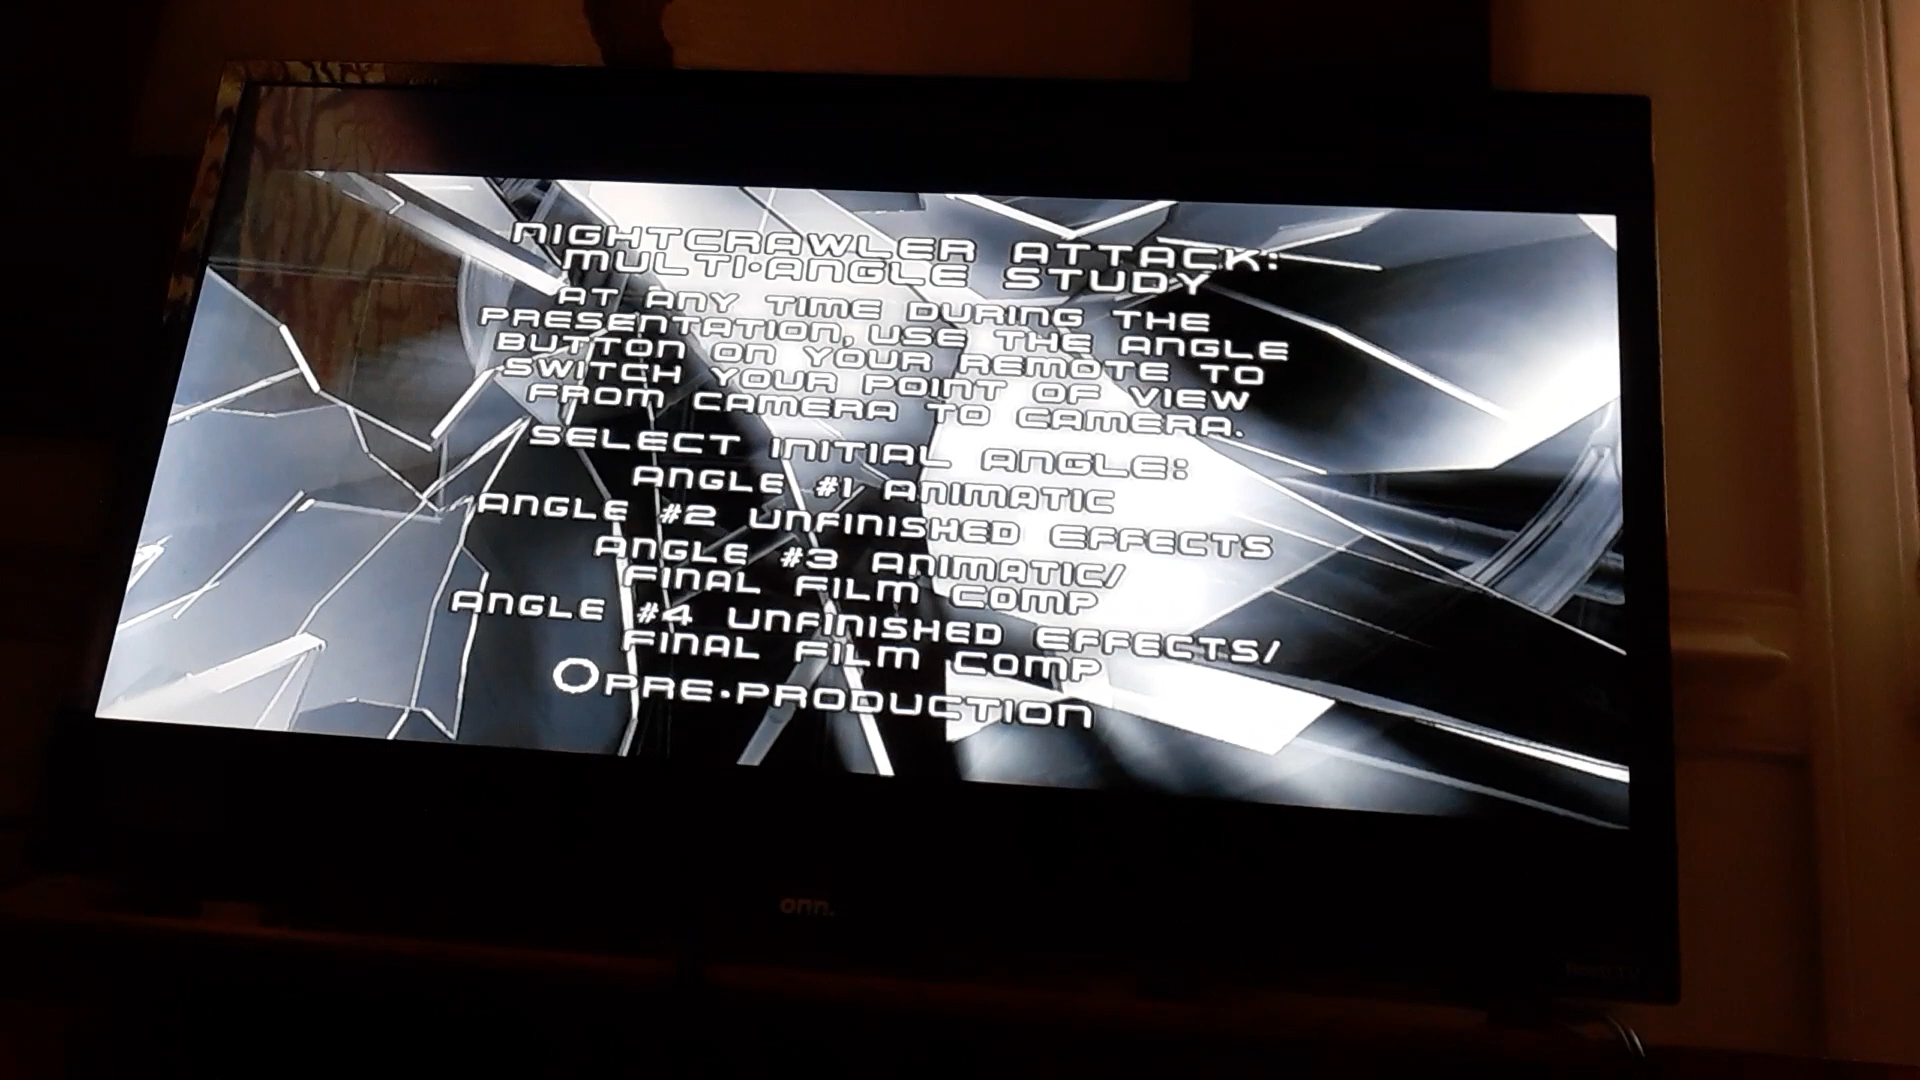 NIGHTCRAWLER ATTACK:
MULTI-ANGLE STUDY
AT ANY TIME DURING THE
PRESENTATION, USE THE ANGLE
BUTTON ON YOUR REMOTE TO
SWITCH YOUR POINT OF VIEW
FROM CAMERA TO CAMERA.
SELECT INITIAL ANGLE:
ANGLE #1 ANIMATIC
ANGLE #2 UNFINISHED EFFECTS
ANGLE #3 ANIMATIC/
FINAL FILM COMP
ANGLE #4 UNFINISHED EFFECTS/
FINAL FILM COMP
PRE-PRODUCTION
onn.
Roku TV